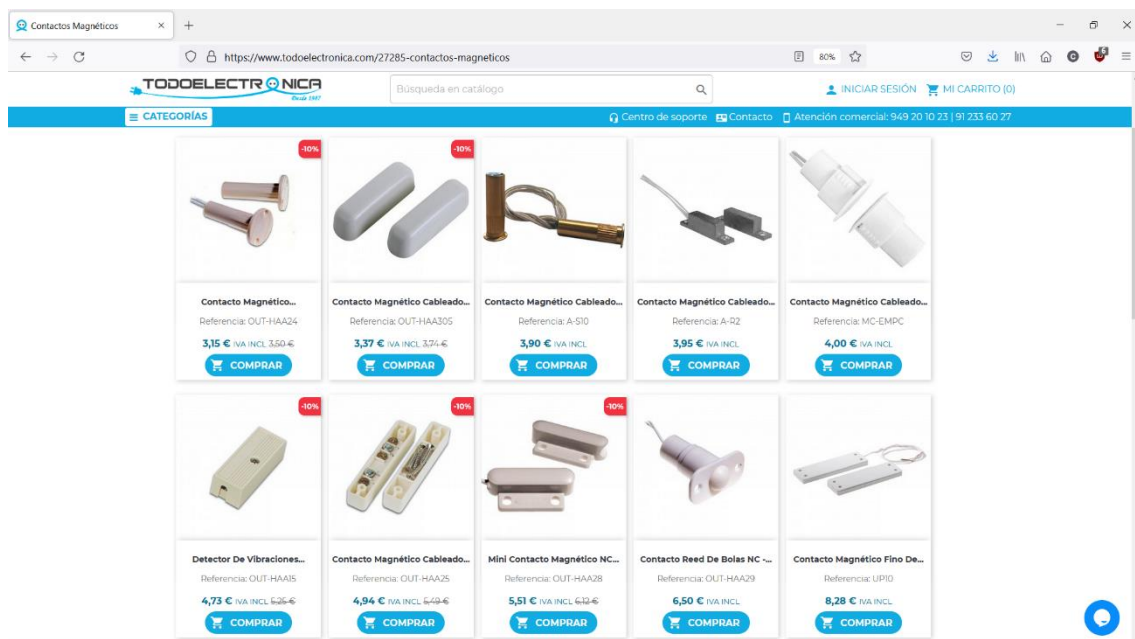 Contactos Magnéticos
https://www.todoelectronica.com/27285-contactos-magneticos
80%
TODOELECTRONICA
Desde 1987
Búsqueda en catálogo
INICIAR SESIÓN
MI CARRITO (0)
CATEGORÍAS
Centro de soporte
Contacto
Atención comercial: 949 20 10 23 | 91 233 60 27
-10%
-10%
Contacto Magnético...
Contacto Magnético Cableado...
Contacto Magnético Cableado...
Contacto Magnético Cableado...
Contacto Magnético Cableado...
Referencia: OUT-HAA24
Referencia: OUT-HAA30S
Referencia: A-S10
Referencia: A-R2
Referencia: MC-EMPC
3,15 € IVA INCL 3,50 €
3,37 € IVA INCL 3,74 €
3,90 € IVA INCL
3,95 € IVA INCL
4,00 € IVA INCL
COMPRAR
COMPRAR
COMPRAR
COMPRAR
COMPRAR
-10%
-10%
-10%
Detector De Vibraciones...
Contacto Magnético Cableado...
Mini Contacto Magnético NC...
Contacto Reed De Bolas NC -...
Contacto Magnético Fino De...
Referencia: OUT-HAA15
Referencia: OUT-HAA25
Referencia: OUT-HAA28
Referencia: OUT-HAA29
Referencia: UP10
4,73 € IVA INCL 5,25 €
4,94 € IVA INCL 5,49 €
5,51 € IVA INCL 6,12 €
6,50 € IVA INCL
8,28 € IVA INCL
COMPRAR
COMPRAR
COMPRAR
COMPRAR
COMPRAR